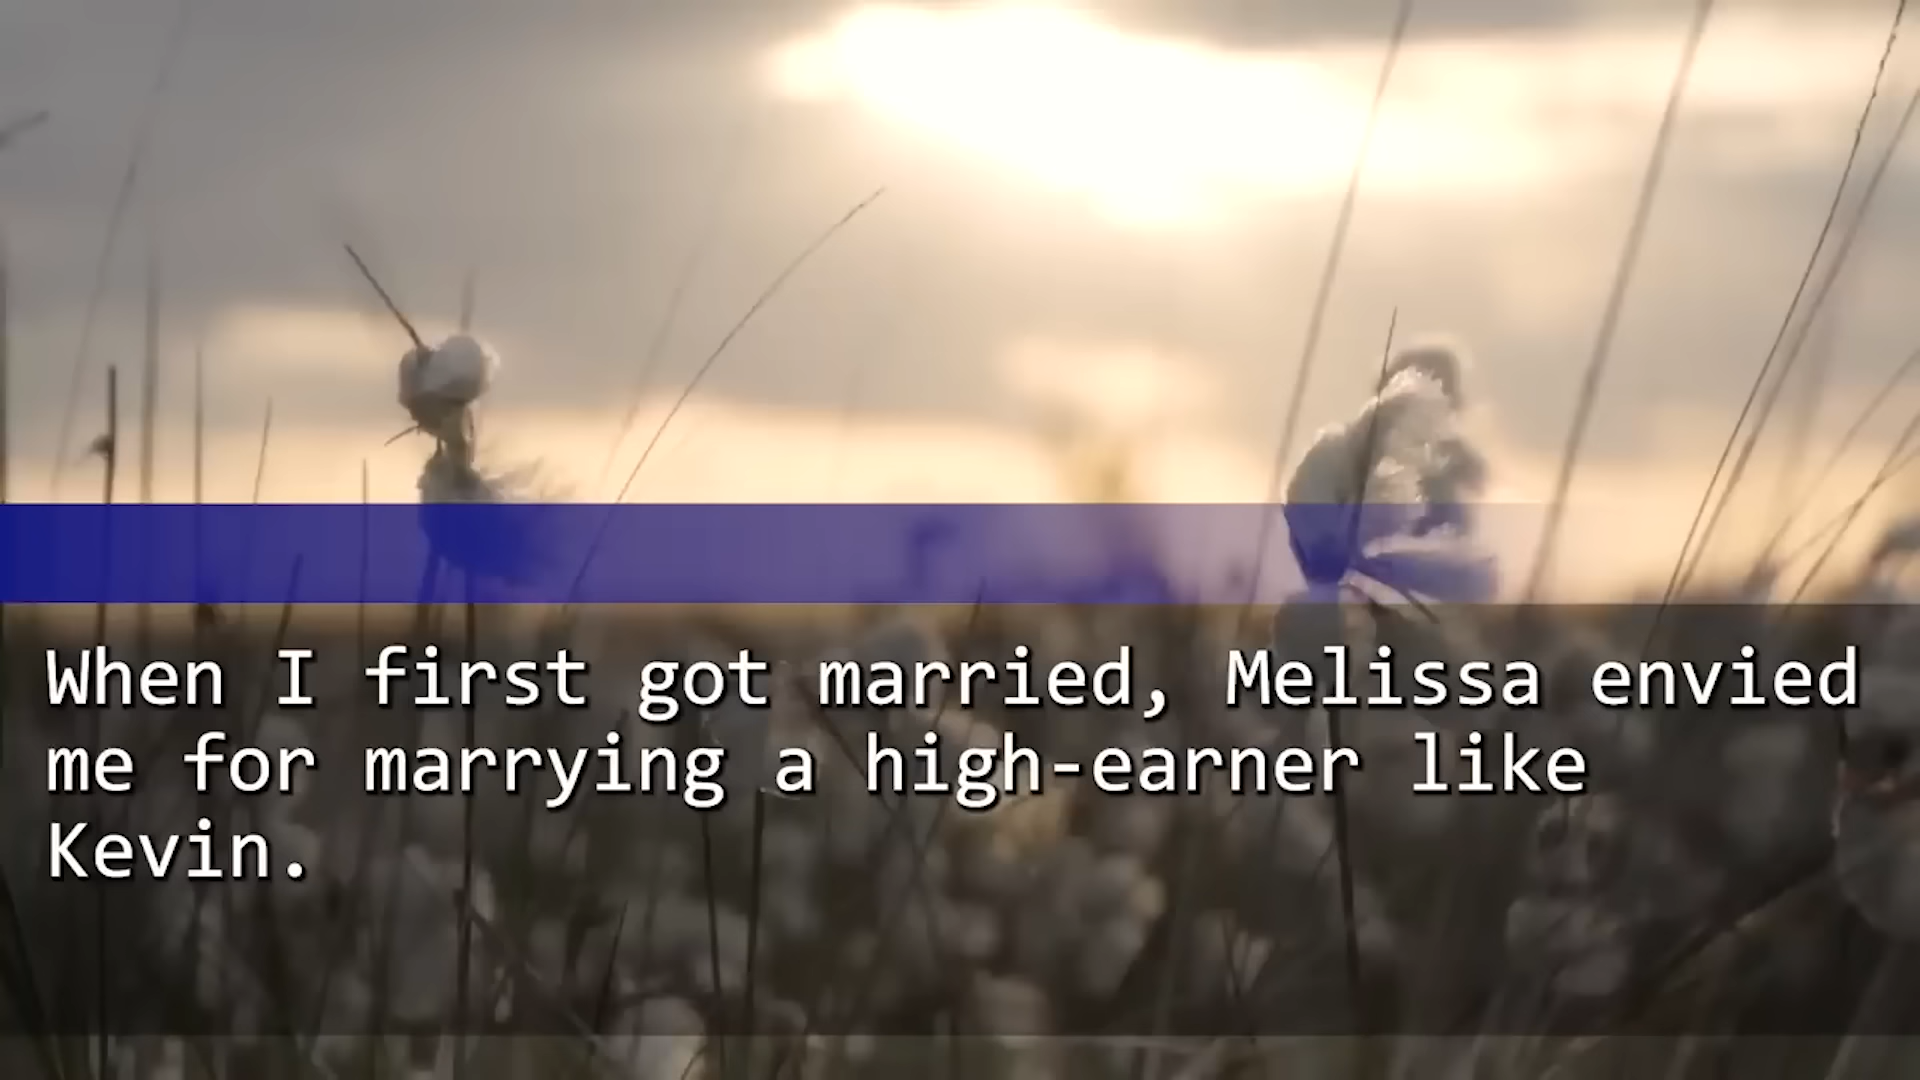 When I first got married, Melissa envied
me for marrying a high-earner like
Kevin.